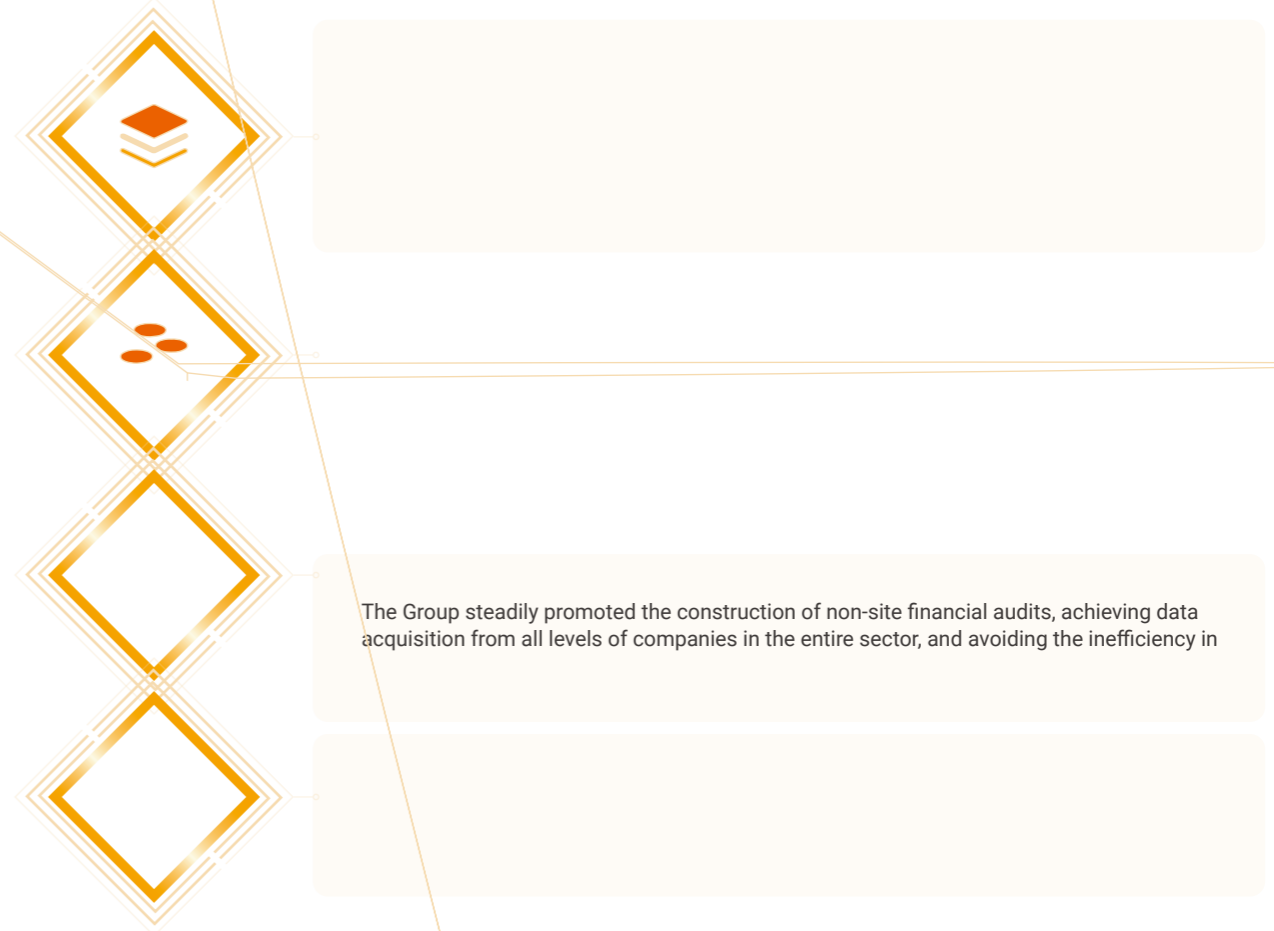 The Group steadily promoted the construction of non-site financial audits, achieving data
acquisition from all levels of companies in the entire sector, and avoiding the inefficiency in